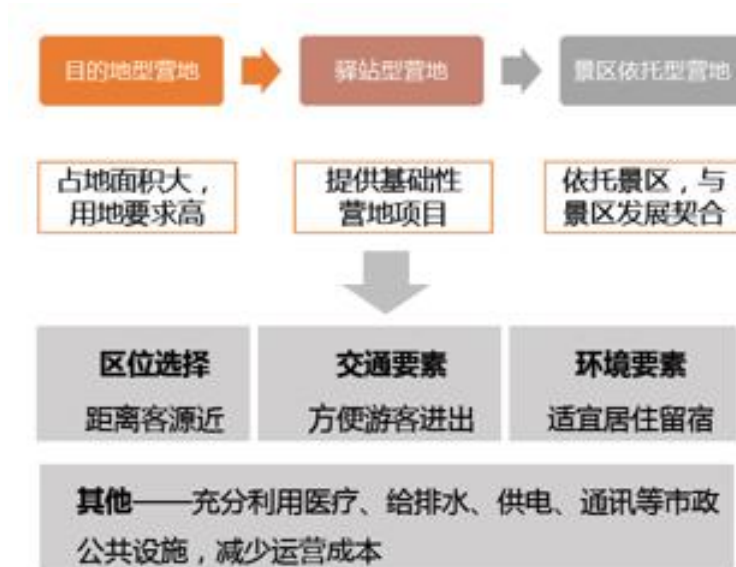 目的地型营地
驿站型营地
景区依托型营地
占地面积大，
用地要求高
提供基础性
营地项目
依托景区，与
景区发展契合
区位选择
距离客源近
交通要素
方便游客进出
环境要素
适宜居住留宿
其他——充分利用医疗、给排水、供电、通讯等市政
公共设施，减少运营成本